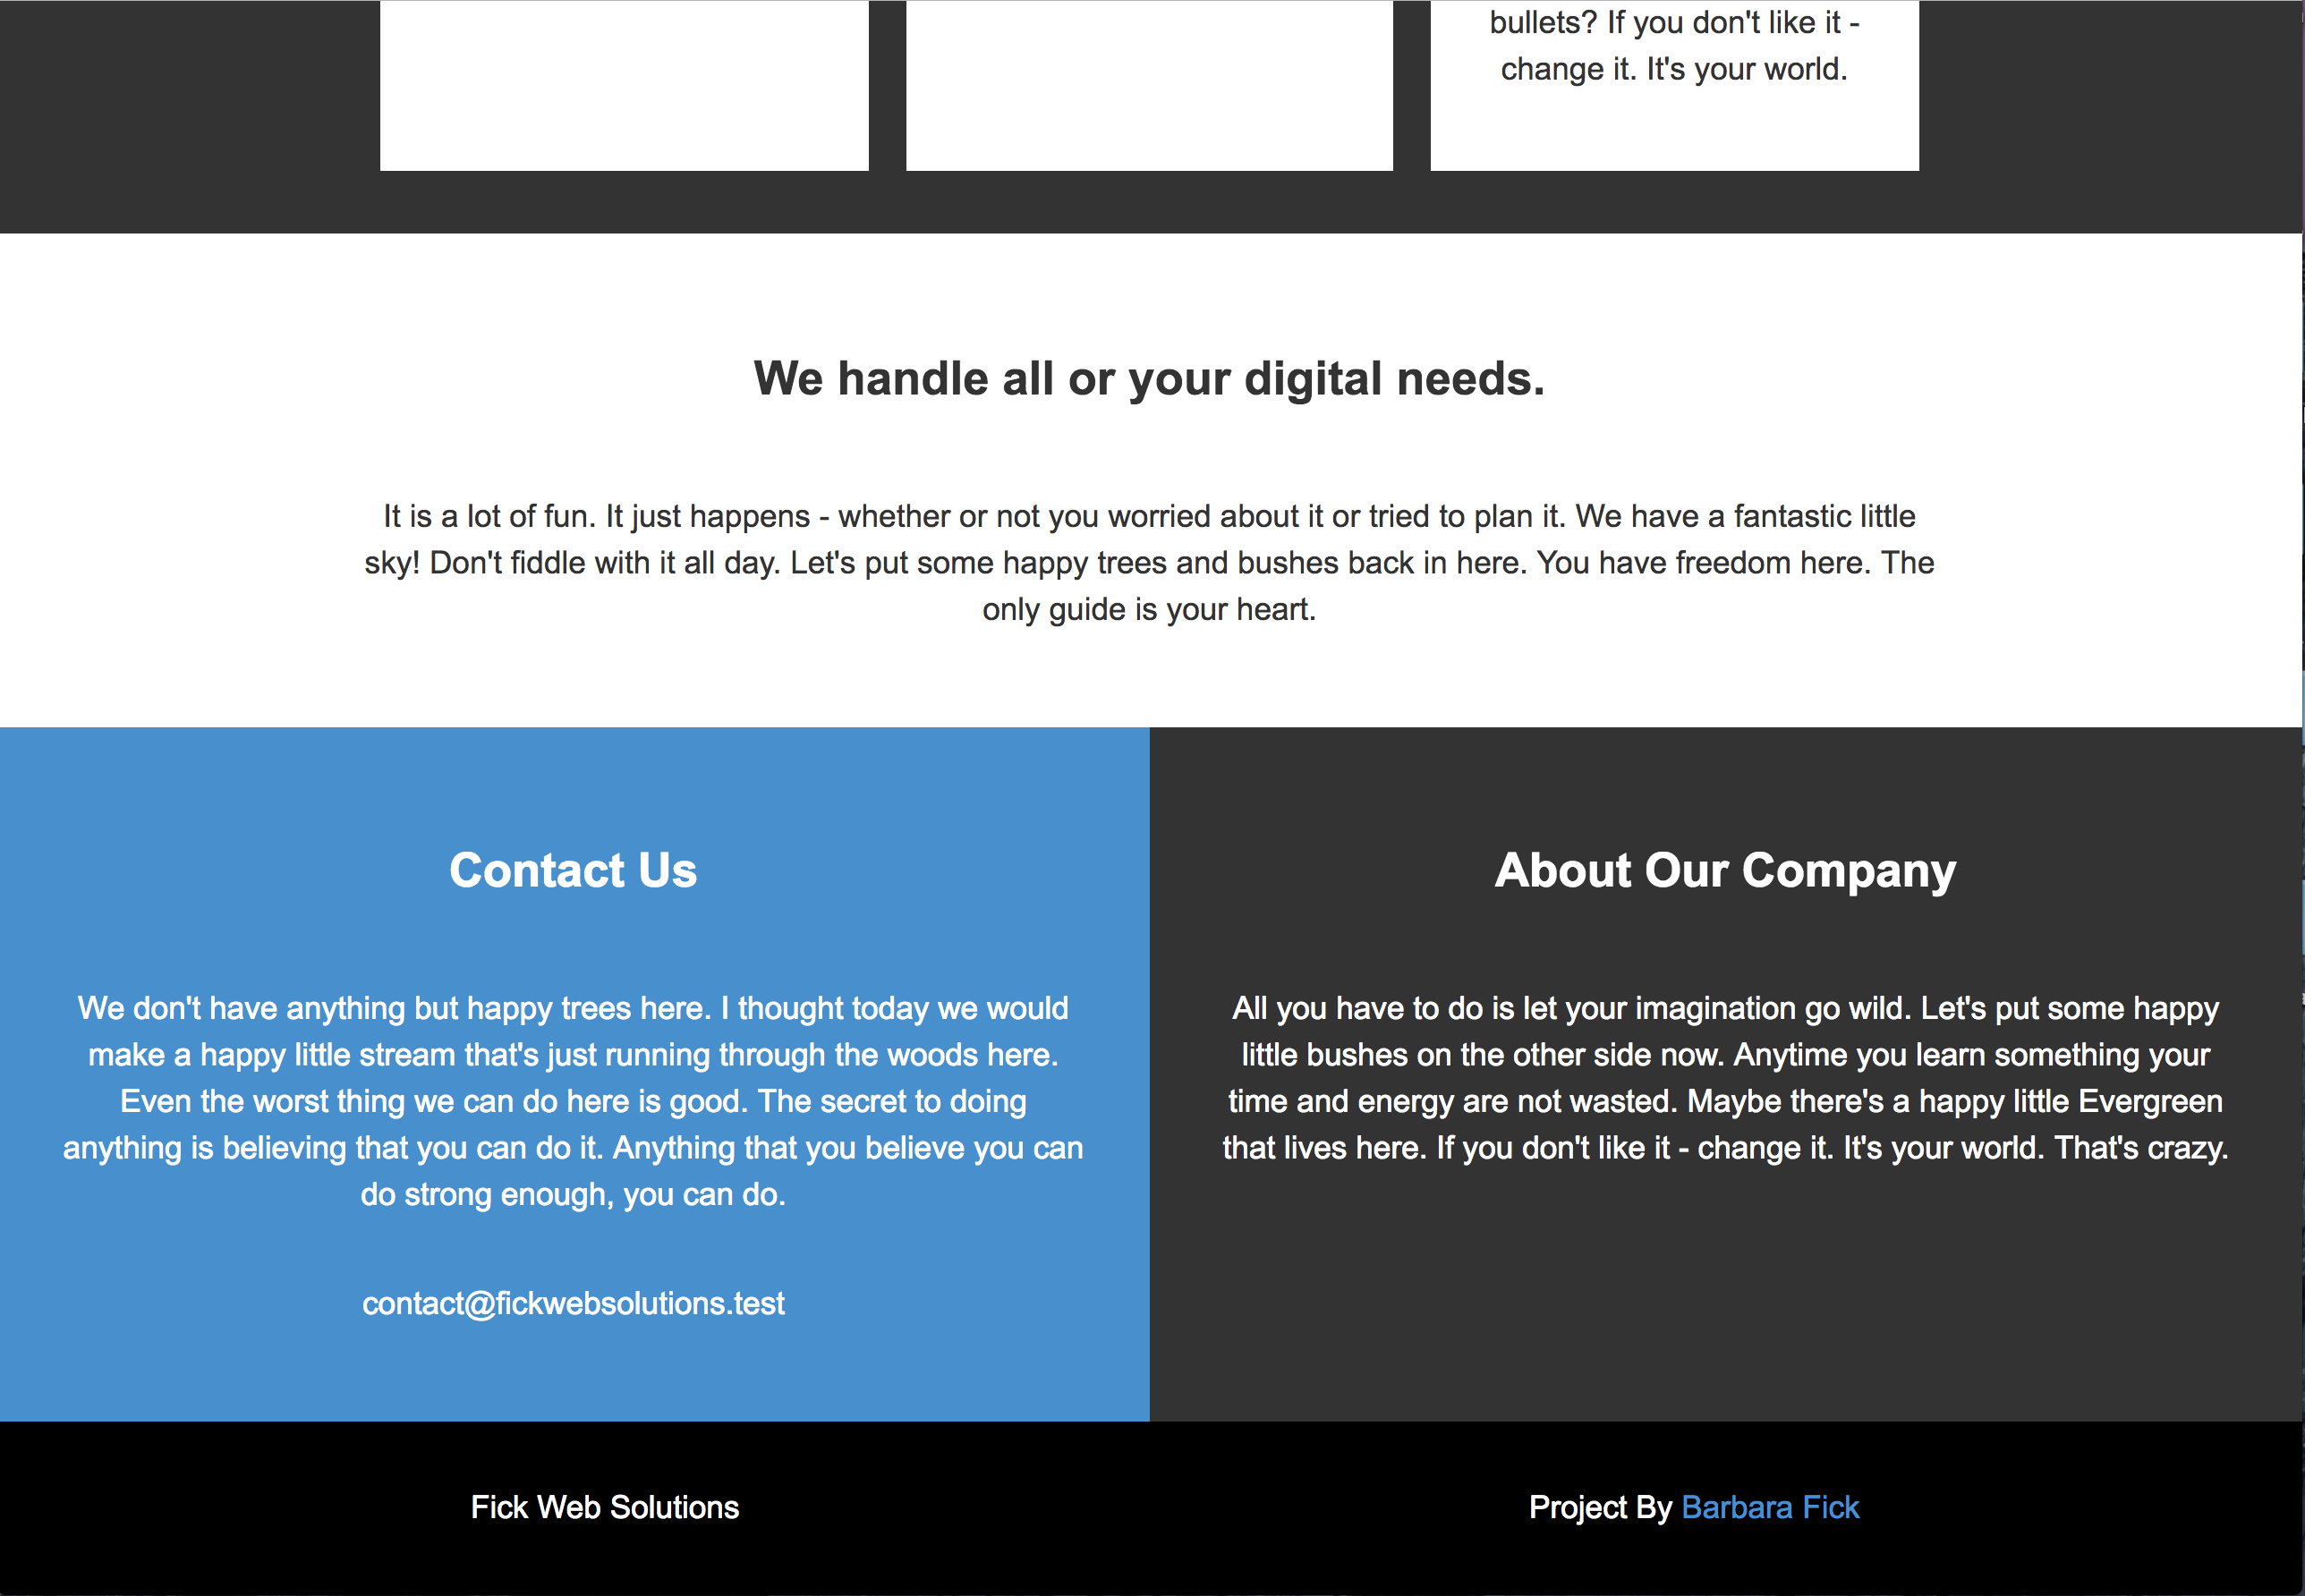 bullets? If you don't like it -
change it. It's your world.
We handle all or your digital needs.
It is a lot of fun. It just happens - whether or not you worried about it or tried to plan it. We have a fantastic little
sky! Don't fiddle with it all day. Let's put some happy trees and bushes back in here. You have freedom here. The
only guide is your heart.
Contact Us
We don't have anything but happy trees here. I thought today we would
make a happy little stream that's just running through the woods here.
Even the worst thing we can do here is good. The secret to doing
anything is believing that you can do it. Anything that you believe you can
do strong enough, you can do.
contact@fickwebsolutions.test
About Our Company
All you have to do is let your imagination go wild. Let's put some happy
little bushes on the other side now. Anytime you learn something your
time and energy are not wasted. Maybe there's a happy little Evergreen
that lives here. If you don't like it - change it. It's your world. That's crazy.
Fick Web Solutions
Project By Barbara Fick